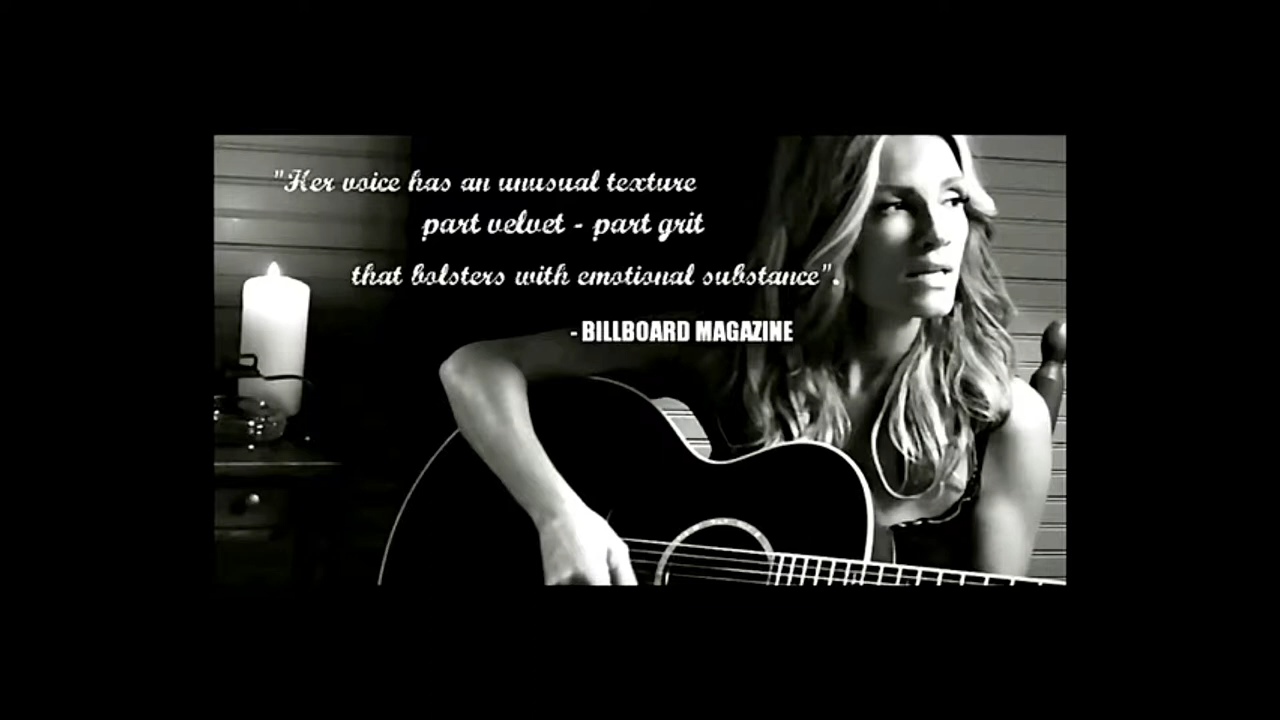 "Her voice has an unusual texture
part velvet - part grit
that bolsters with emotional substance".
- BILLBOARD MAGAZINE